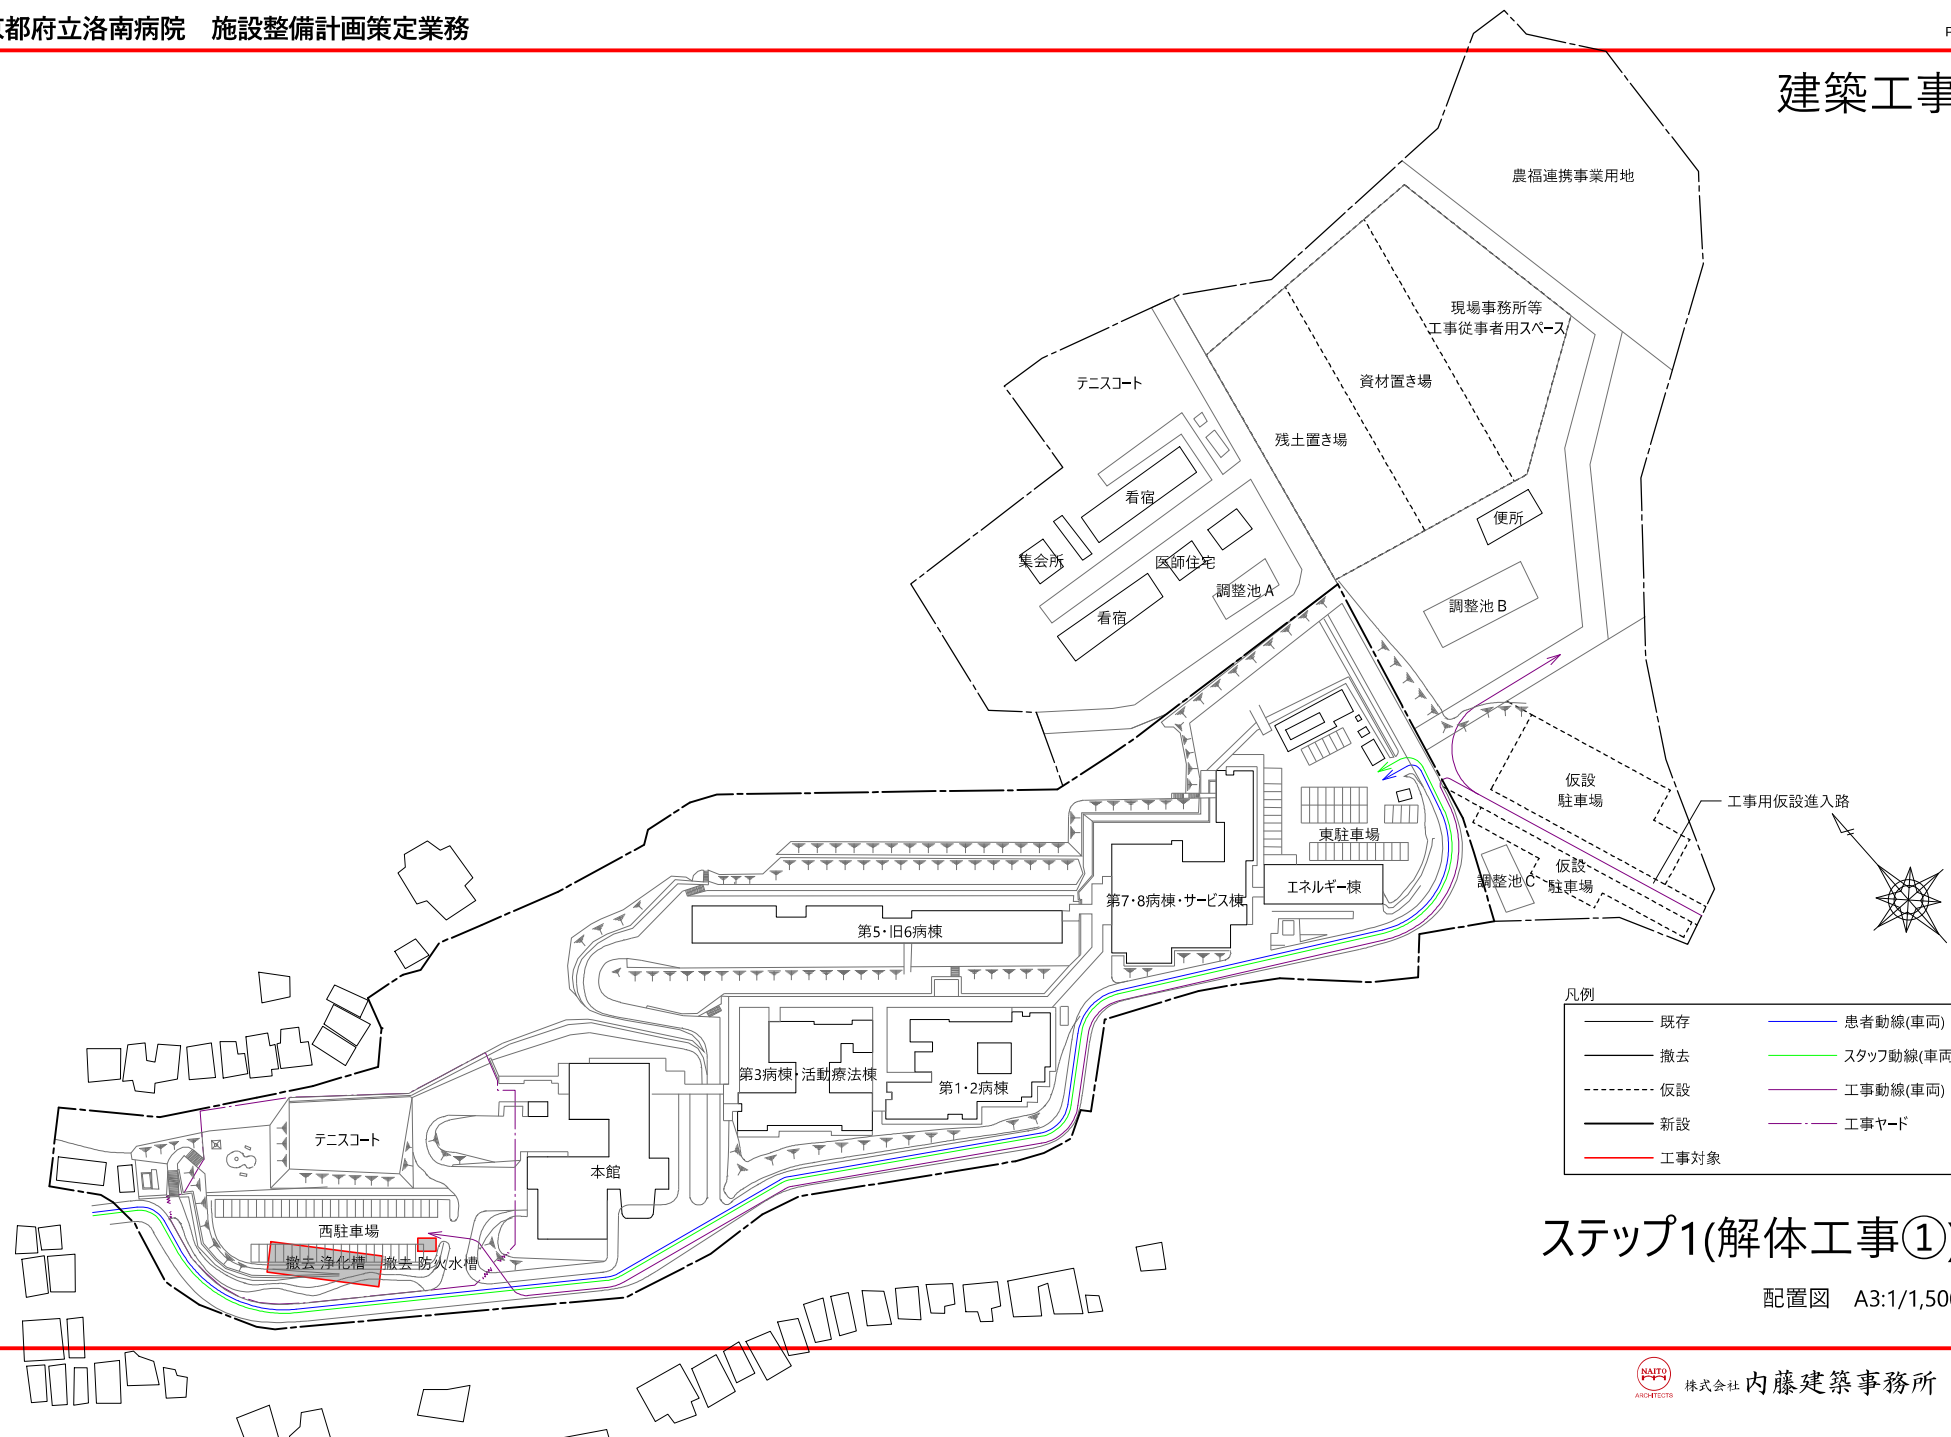 都府立洛南病院　施設整備計画策定業務
建築工事
農福連携事業用地
現場事務所等
工事従事者用スペース
資材置き場
テニスコート
残土置き場
看宿
便所
集会所
医師住宅
調整池A
調整池B
看宿
仮設
駐車場
工事用仮設進入路
東駐車場
仮設
駐車場
調整池C
エネルギー棟
第7・8病棟・サービス棟
第5・旧6病棟
第3病棟・活動療法棟
第1・2病棟
テニスコート
本館
西駐車場
撤去 浄化槽
撤去 防火水槽
凡例
既存
患者動線(車両)
撤去
スタッフ動線(車両
仮設
工事動線(車両)
新設
工事ヤード
工事対象
ステップ1(解体工事①)
配置図　A3:1/1,500
NAITO
ARCHITECTS
株式会社 内藤建築事務所